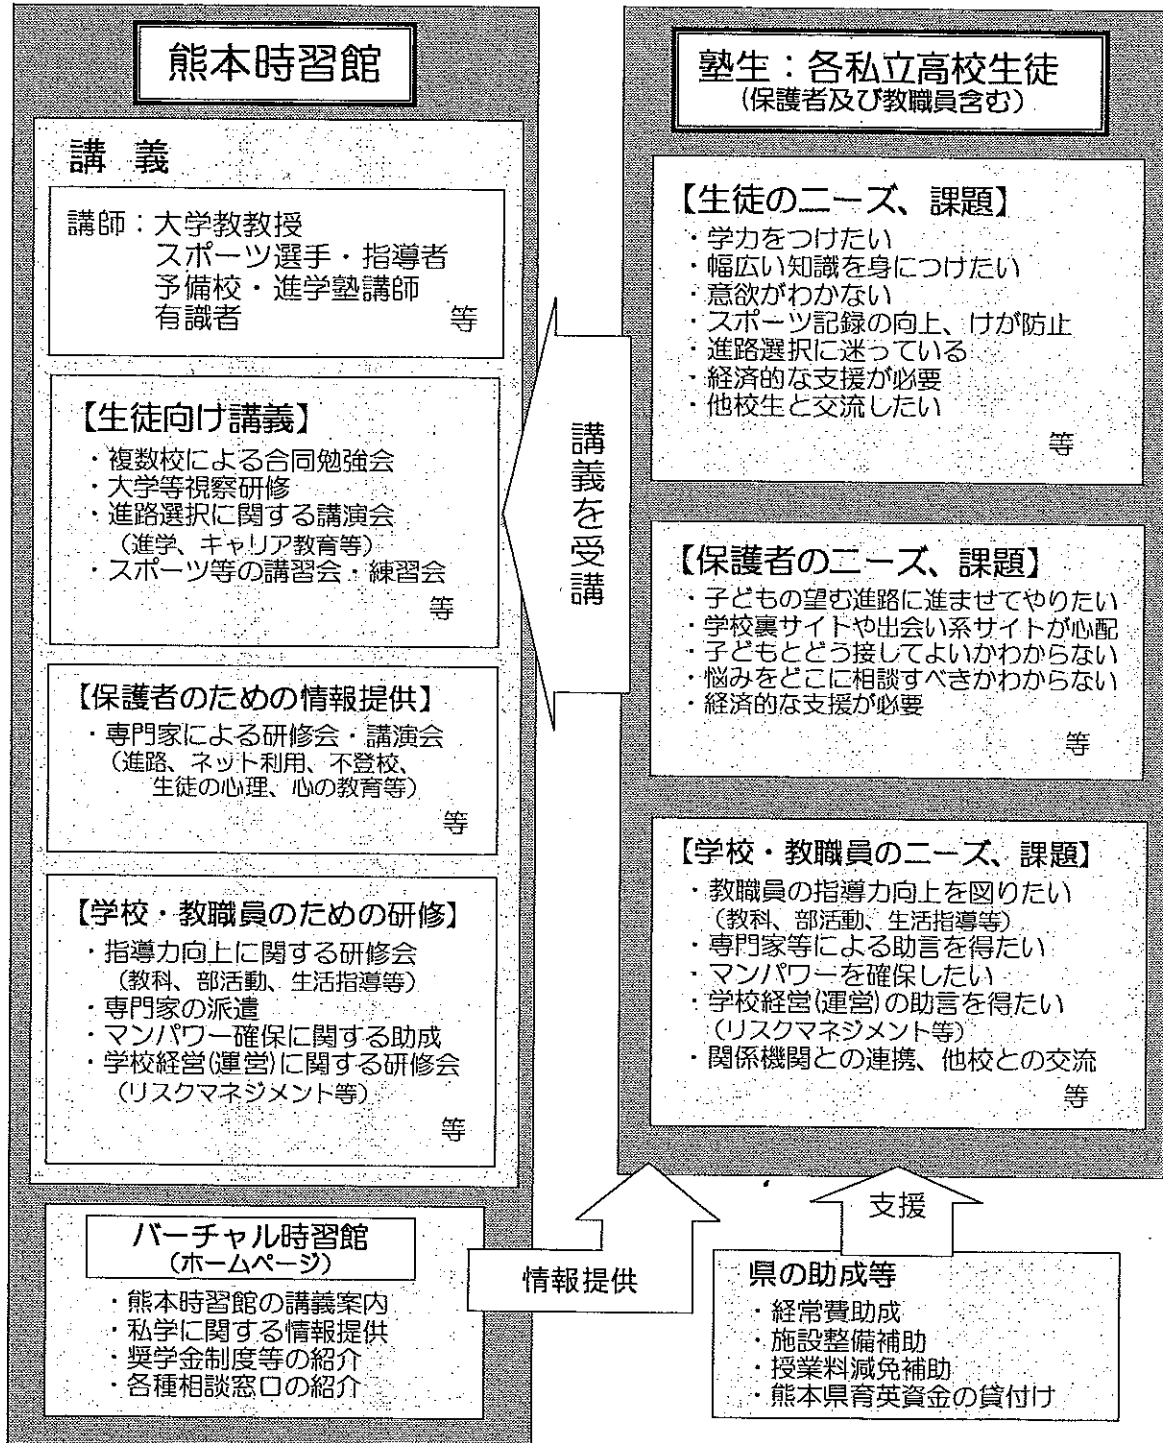 熊本時習館
講 義
講師：大学教教授
スポーツ選手・指導者
予備校・進学塾講師
有識者 等
【生徒向け講義】
・複数校による合同勉強会
・大学等視察研修
・進路選択に関する講演会
（進学、キャリア教育等）
・スポーツ等の講習会・練習会
等
【保護者のための情報提供】
・専門家による研修会・講演会
（進路、ネット利用、不登校、
生徒の心理、心の教育等）
等
【学校・教職員のための研修】
・指導力向上に関する研修会
（教科、部活動、生活指導等）
・専門家の派遣
・マンパワー確保に関する助成
・学校経営(運営)に関する研修会
（リスクマネジメント等）
等
バーチャル時習館
（ホームページ）
・熊本時習館の講義案内
・私学に関する情報提供
・奨学金制度等の紹介
・各種相談窓口の紹介
講義を受講
情報提供
塾生：各私立高校生徒
（保護者及び教職員含む）
【生徒のニーズ、課題】
・学力をつけたい
・幅広い知識を身につけたい
・意欲がわかない
・スポーツ記録の向上、けが防止
・進路選択に迷っている
・経済的な支援が必要
・他校生と交流したい
等
【保護者のニーズ、課題】
・子どもの望む進路に進ませてやりたい
・学校裏サイトや出会い系サイトが心配
・子どもとどう接してよいかわからない
・悩みをどこに相談すべきかわからない
・経済的な支援が必要
等
【学校・教職員のニーズ、課題】
・教職員の指導力向上を図りたい
（教科、部活動、生活指導等）
・専門家等による助言を得たい
・マンパワーを確保したい
・学校経営(運営)の助言を得たい
（リスクマネジメント等）
・関係機関との連携、他校との交流
等
支援
県の助成等
・経常費助成
・施設整備補助
・授業料減免補助
・熊本県育英資金の貸付け